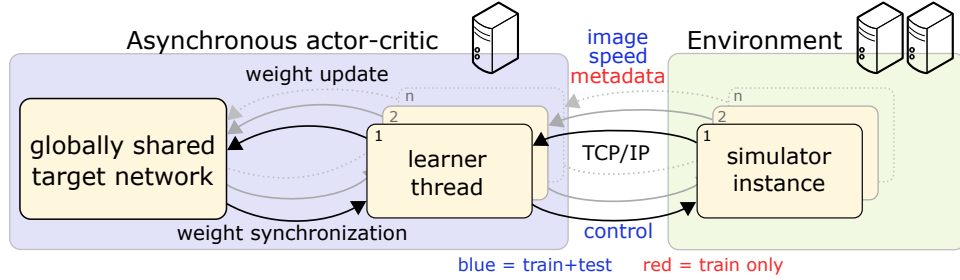 Asynchronous actor-critic
Environment
image
speed
metadata
weight update
n
2
1
globally shared
target network
learner
thread
TCP/IP
n
2
1
simulator
instance
weight synchronization
control
blue = train+test
red = train only